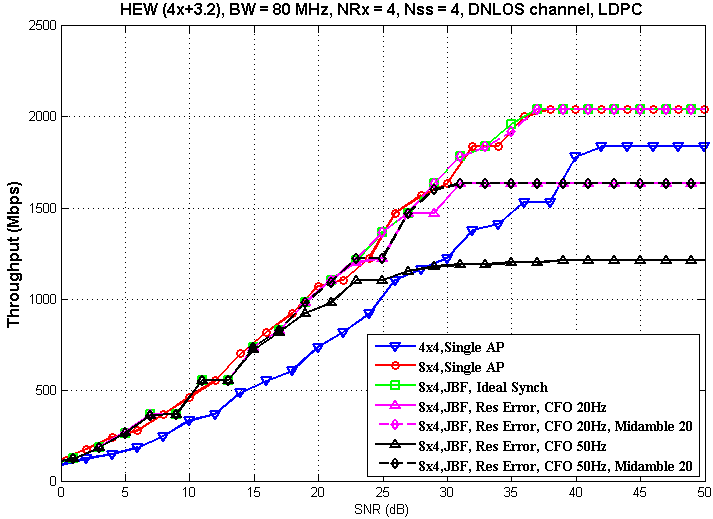 HEW (4x+3.2), BW = 80 MHz, NRx = 4, Nss = 4, DNLOS channel, LDPC
2500
2000
1500
1000
500
0
Throughput (Mbps)
4x4,Single AP
8x4,Single AP
8x4,JBF, Ideal Synch
8x4,JBF, Res Error, CFO 20Hz
8x4,JBF, Res Error, CFO 20Hz, Midamble 20
8x4,JBF, Res Error, CFO 50Hz
8x4,JBF, Res Error, CFO 50Hz, Midamble 20
0 5 10 15 20 25 30 35 40 45 50
SNR (dB)